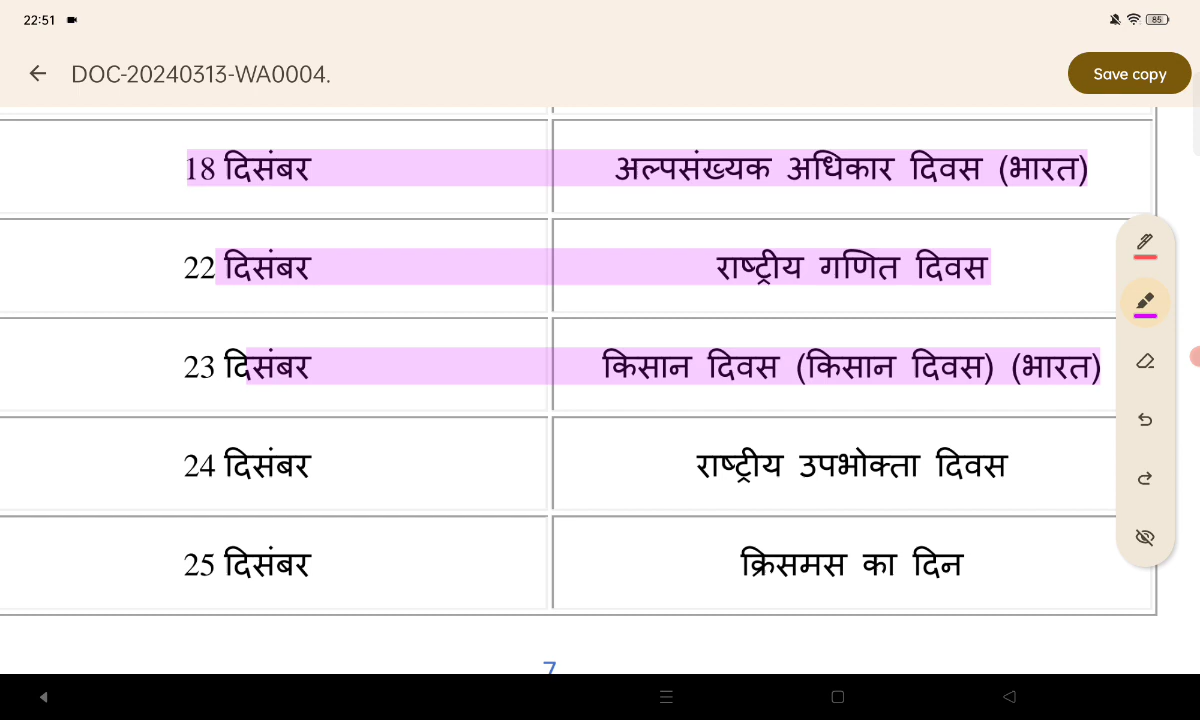 22:51
85
DOC-20240313-WA0004.
Save copy
18 दिसंबर अल्पसंख्यक अधिकार दिवस (भारत)
22 दिसंबर राष्ट्रीय गणित दिवस
23 दिसंबर किसान दिवस (किसान दिवस) (भारत)
24 दिसंबर राष्ट्रीय उपभोक्ता दिवस
25 दिसंबर क्रिसमस का दिन
7